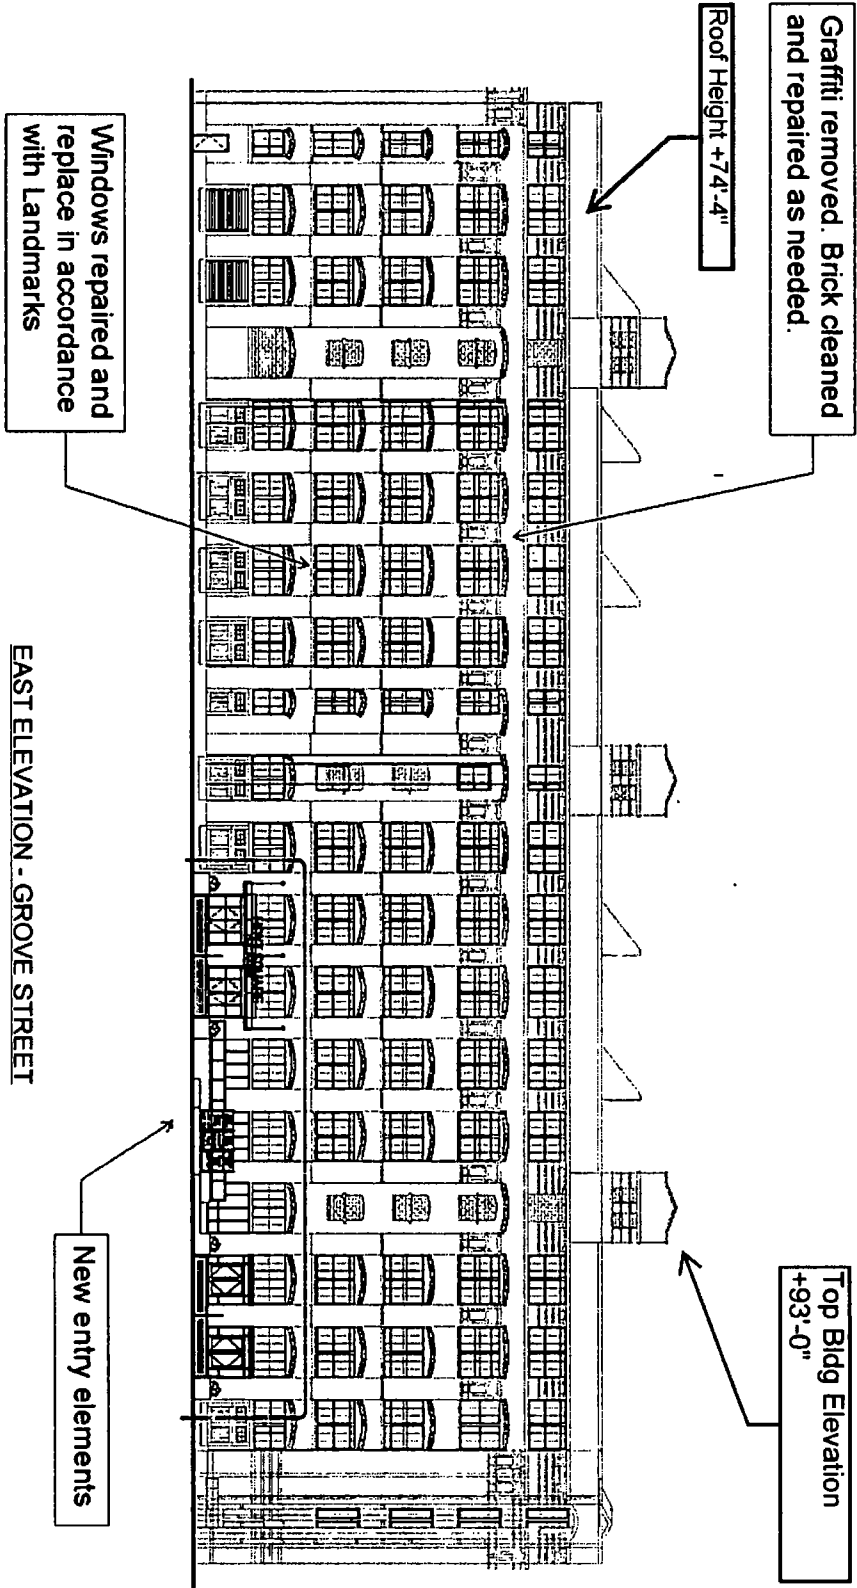 Graffiti removed. Brick cleaned
and repaired as needed.
Roof Height +74'-4"
Top Bldg Elevation
+93'-0"
Windows repaired and
replace in accordance
with Landmarks
New entry elements
EAST ELEVATION - GROVE STREET